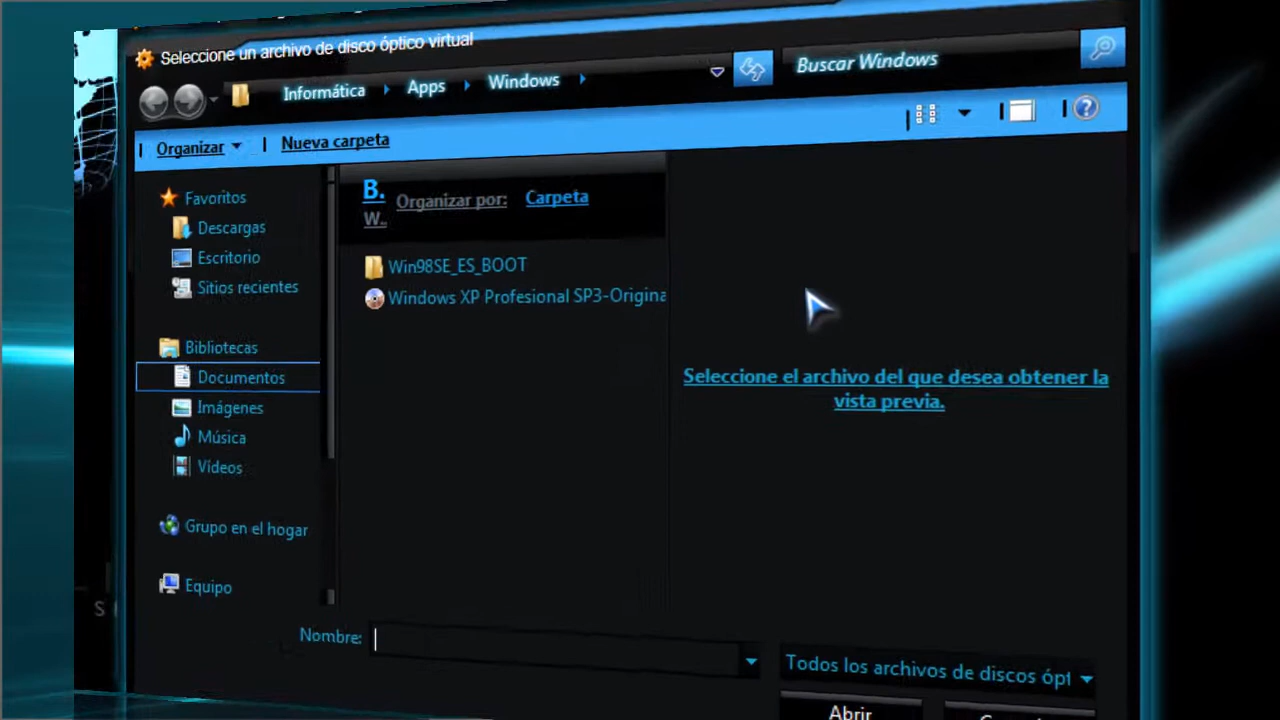 Seleccione un archivo de disco óptico virtual
Informática Apps Windows
Buscar Windows
Organizar Nueva carpeta
Favoritos
Descargas
Escritorio
Sitios recientes
Bibliotecas
Documentos
Imágenes
Música
Vídeos
Grupo en el hogar
Equipo
B.
W..
Organizar por: Carpeta
Win98SE_ES_BOOT
Windows XP Profesional SP3-Origina
Seleccione el archivo del que desea obtener la
vista previa.
Nombre:
Todos los archivos de discos ópt
Abrir